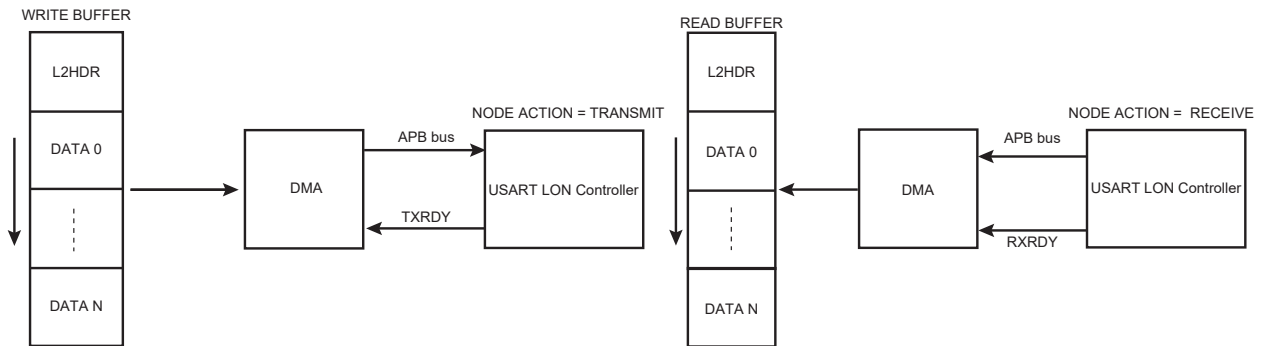 WRITE BUFFER
L2HDR
DATA 0
DATA N
DMA
APB bus
TXRDY
NODE ACTION = TRANSMIT
USART LON Controller
READ BUFFER
L2HDR
DATA 0
DATA N
DMA
APB bus
RXRDY
NODE ACTION = RECEIVE
USART LON Controller